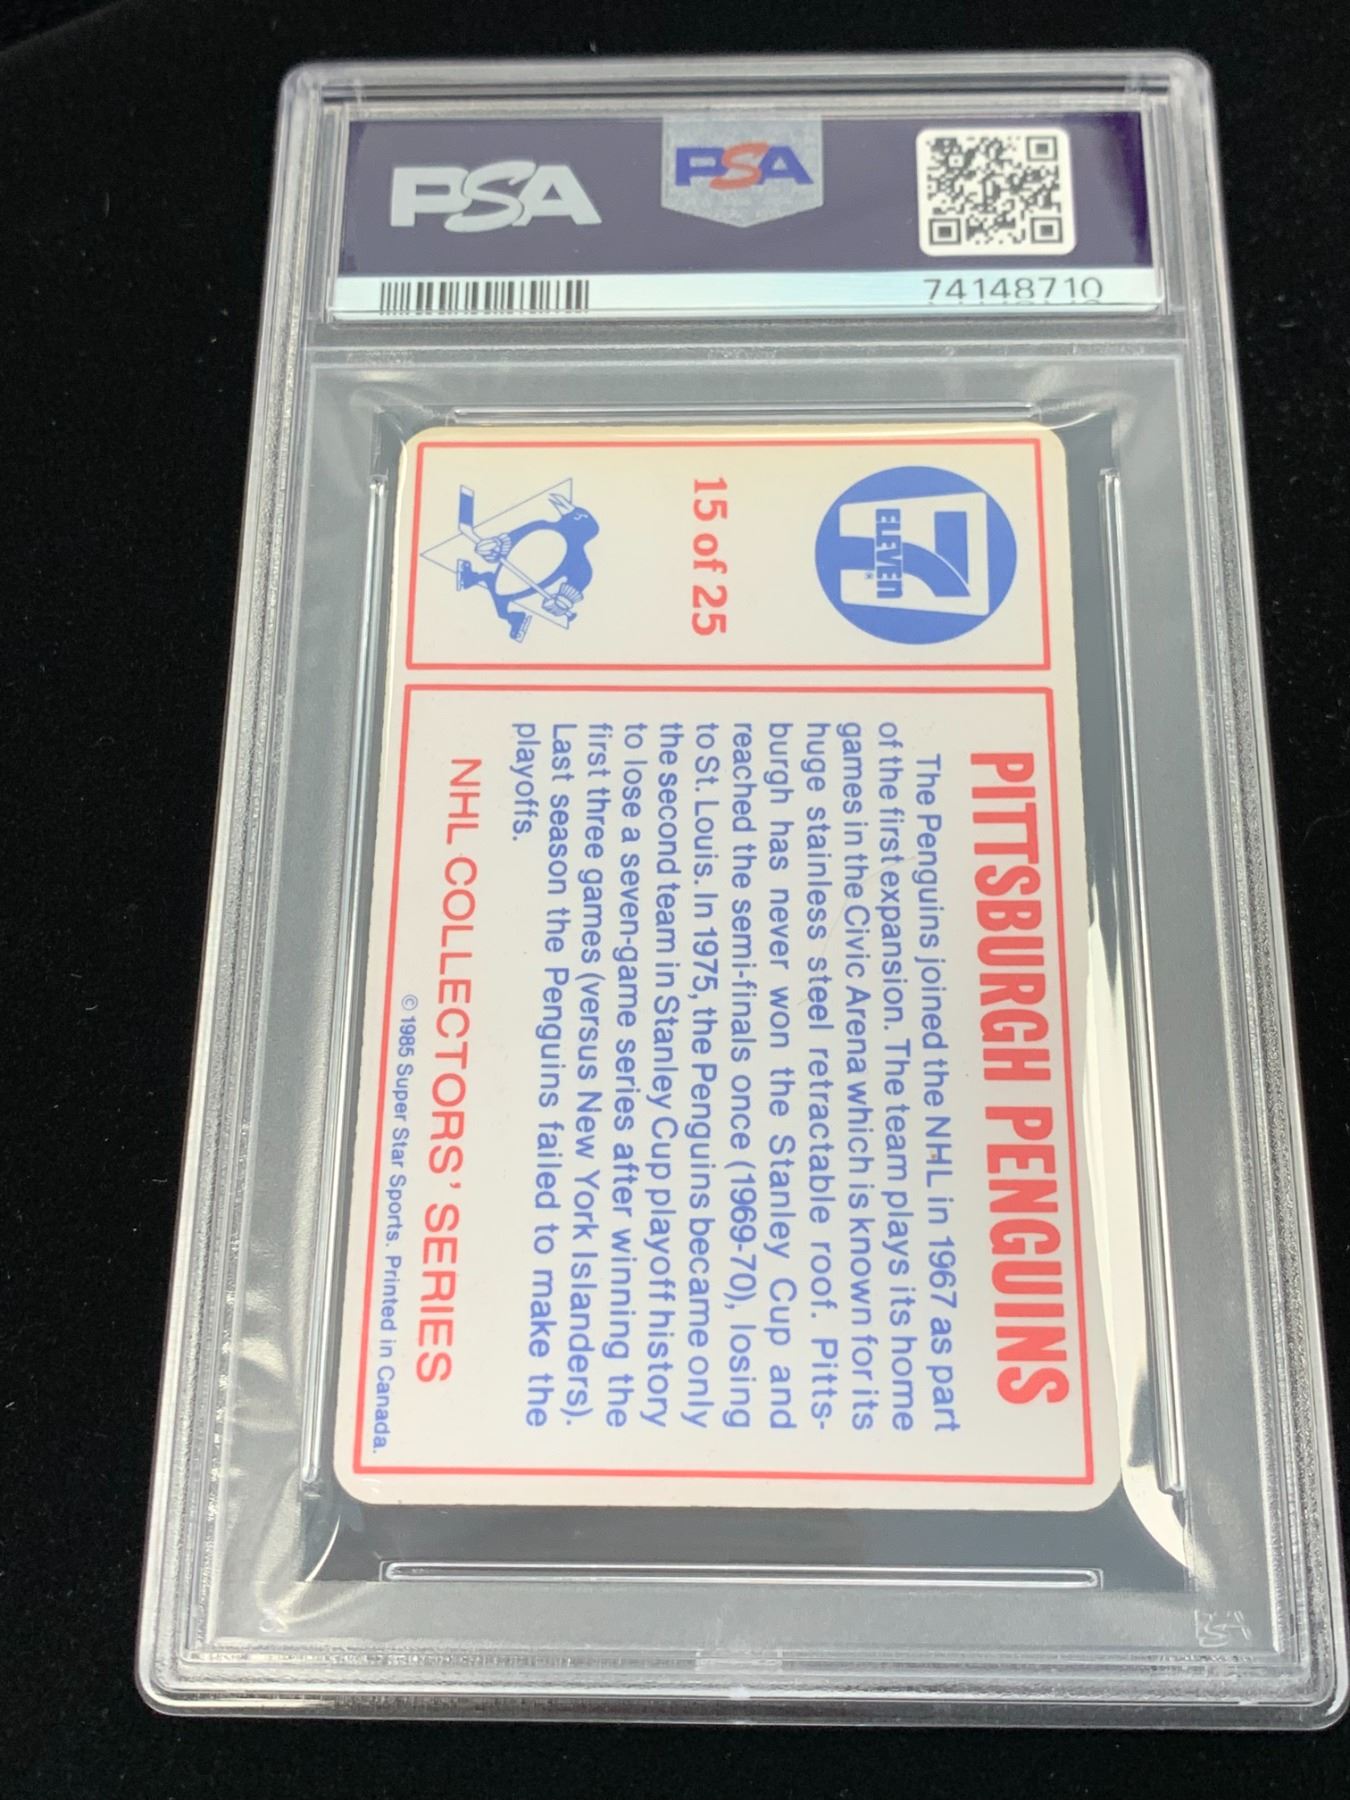 PSA
PSA
74148710
7
ELEVEN
15 of 25
PITTSBURGH PENGUINS
The Penguins joined the NHL in 1967 as part
of the first expansion. The team plays its home
games in the Civic Arena which is known for its
huge stainless steel retractable roof. Pitts-
burgh has never won the Stanley Cup and
reached the semi-finals once (1969-70), losing
to St. Louis. In 1975, the Penguins became only
the second team in Stanley Cup playoff history
to lose a seven-game series after winning the
first three games (versus New York Islanders).
Last season the Penguins failed to make the
playoffs.
NHL COLLECTORS' SERIES
© 1985 Super Star Sports. Printed in Canada.
PSA